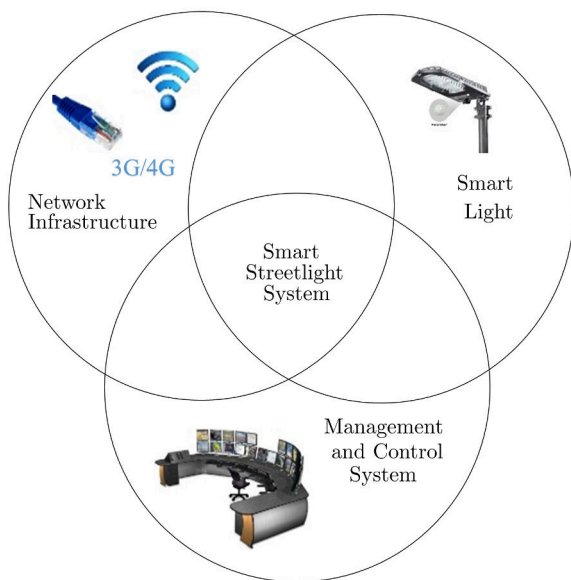 3G/4G
Network
Infrastructure
Smart
Light
Smart
Streetlight
System
Management
and Control
System